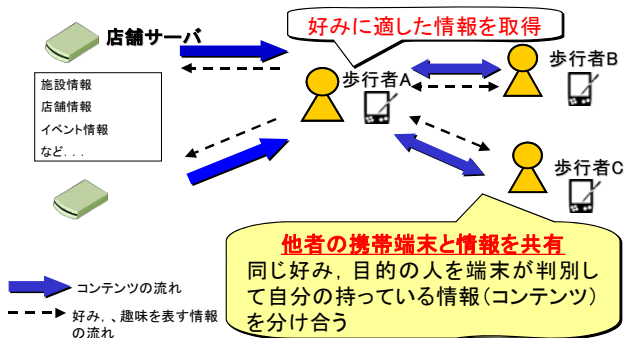 店舗サーバ
好みに適した情報を取得
施設情報
店舗情報
イベント情報
など...
歩行者A
歩行者B
歩行者C
他者の携帯端末と情報を共有
同じ好み，目的の人を端末が判別し
て自分の持っている情報（コンテンツ）
を分け合う
コンテンツの流れ
好み,、趣味を表す情報
の流れ